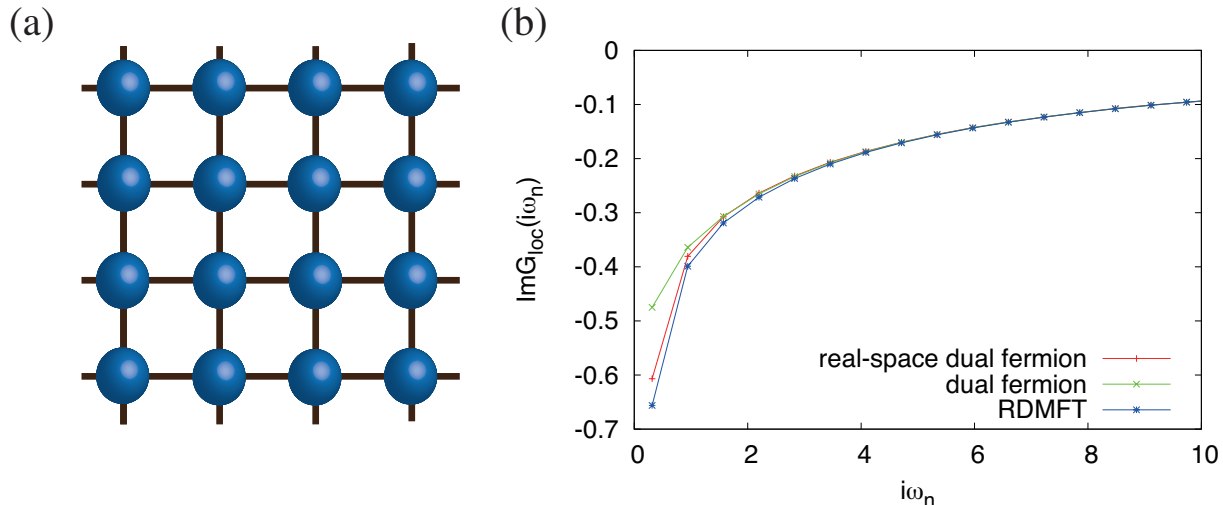 (a)
(b)
ImG_loc(iω_n)
0
-0.1
-0.2
-0.3
-0.4
-0.5
-0.6
-0.7
real-space dual fermion
dual fermion
RDMFT
0 2 4 6 8 10
iω_n